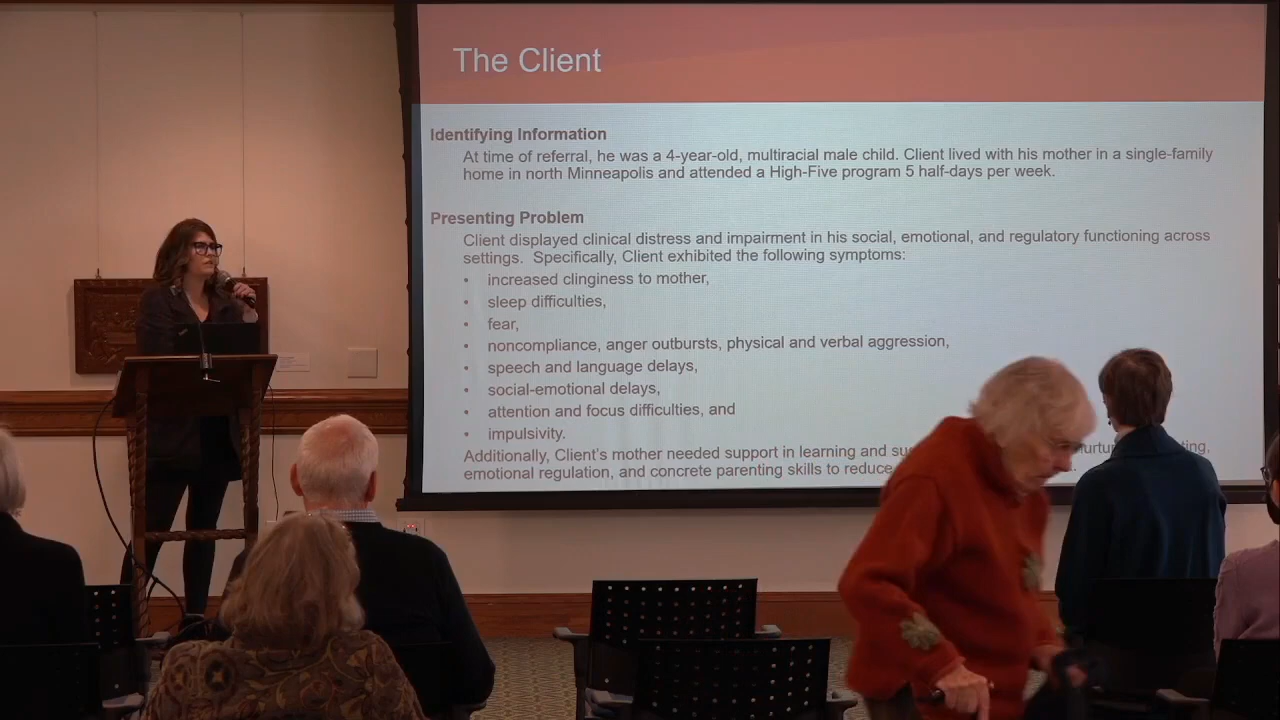 The Client
Identifying Information
At time of referral, he was a 4-year-old, multiracial male child. Client lived with his mother in a single-family
home in north Minneapolis and attended a High-Five program 5 half-days per week.
Presenting Problem
Client displayed clinical distress and impairment in his social, emotional, and regulatory functioning across
settings. Specifically, Client exhibited the following symptoms:
• increased clinginess to mother,
• sleep difficulties,
• fear,
• noncompliance, anger outbursts, physical and verbal aggression,
• speech and language delays,
• social-emotional delays,
• attention and focus difficulties, and
• impulsivity.
Additionally, Client's mother needed support in learning and
emotional regulation, and concrete parenting skills to reduce